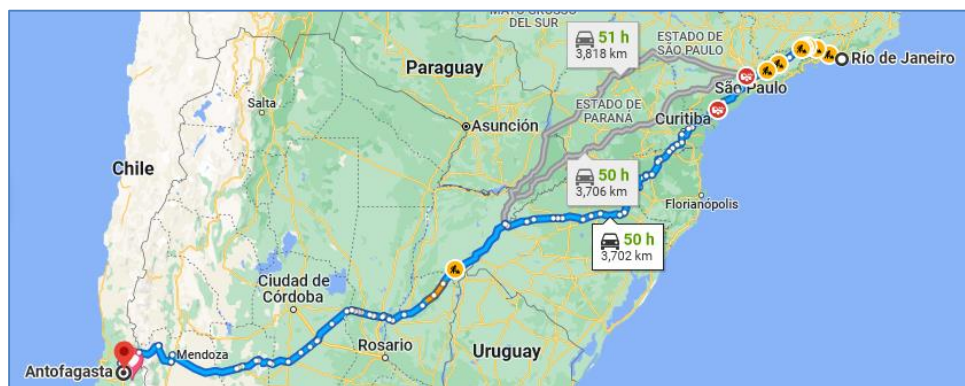 MATO GROSSO
DO SUL
51 h
3,818 km
ESTADO DE
SÃO PAULO
Río de Janeiro
Paraguay
São Paulo
Salta
ESTADO DE
PARANÁ
Asunción
Curitiba
Chile
50 h
3,706 km
Florianópolis
50 h
3,702 km
Ciudad de
Córdoba
Antofagasta
Mendoza
Rosario
Uruguay